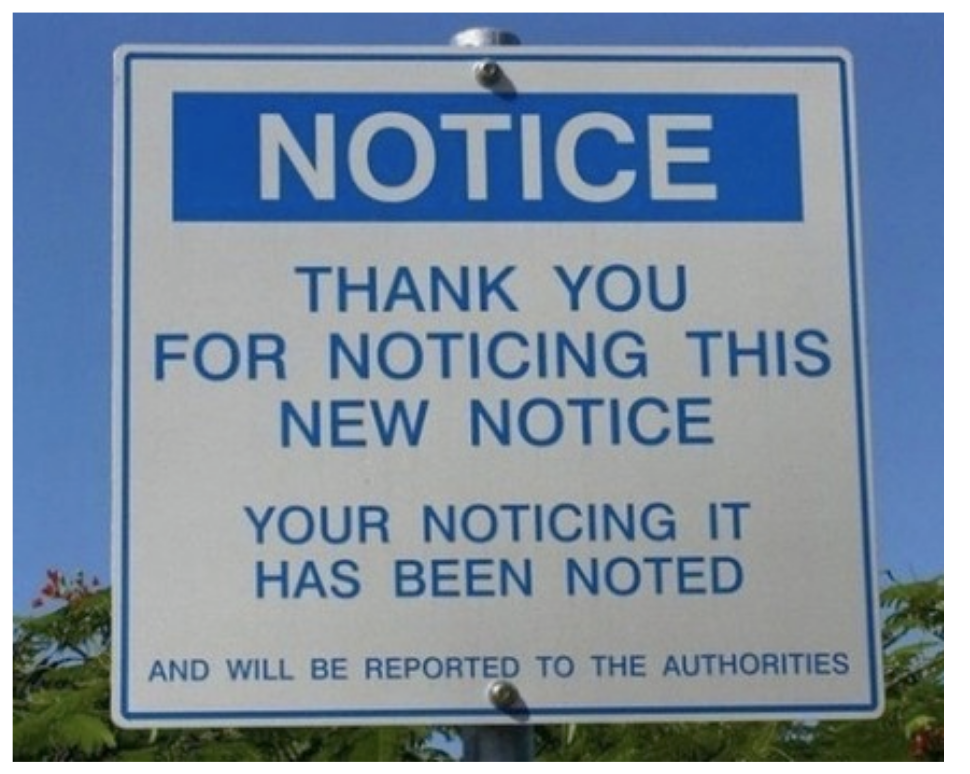 NOTICE
THANK YOU
FOR NOTICING THIS
NEW NOTICE
YOUR NOTICING IT
HAS BEEN NOTED
AND WILL BE REPORTED TO THE AUTHORITIES